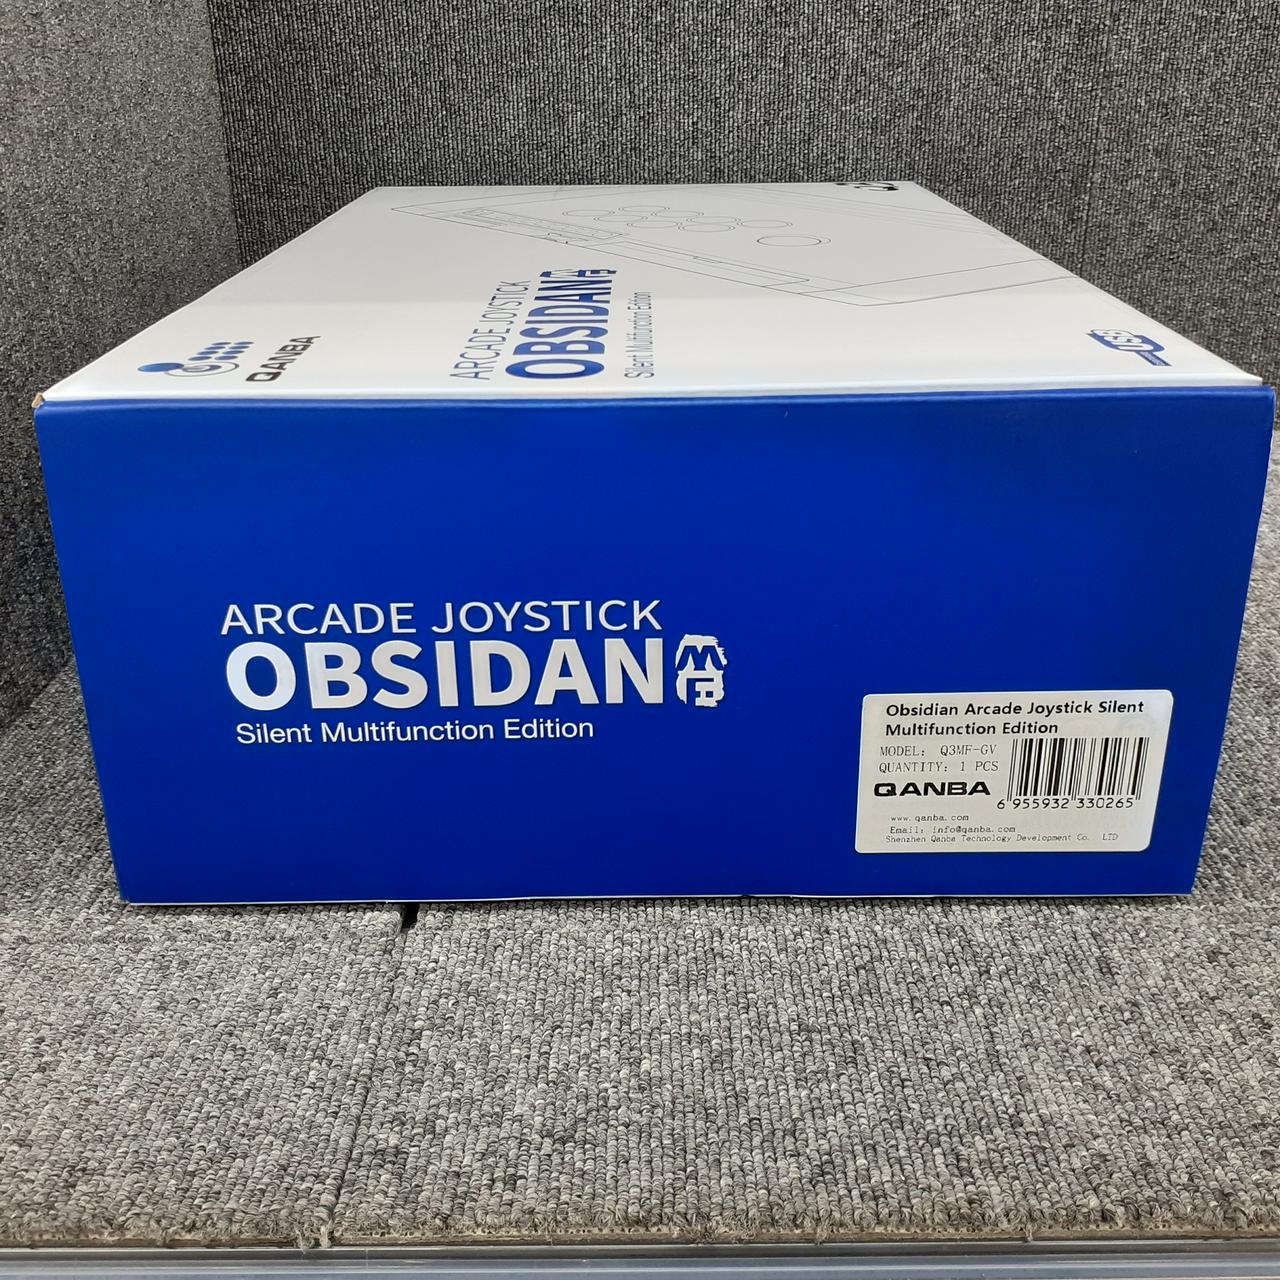 QANBA
ARCADE JOYSTICK
OBSIDAN
Silent Multifunction Edition
USB
ARCADE JOYSTICK
OBSIDAN MF
Silent Multifunction Edition
Obsidian Arcade Joystick Silent
Multifunction Edition
MODEL: Q3MF-GV
QUANTITY: 1 PCS
QANBA
6 955932 330265
www.qanba.com
Email: info@qanba.com
Shenzhen Qanba Technology Development Co. LTD